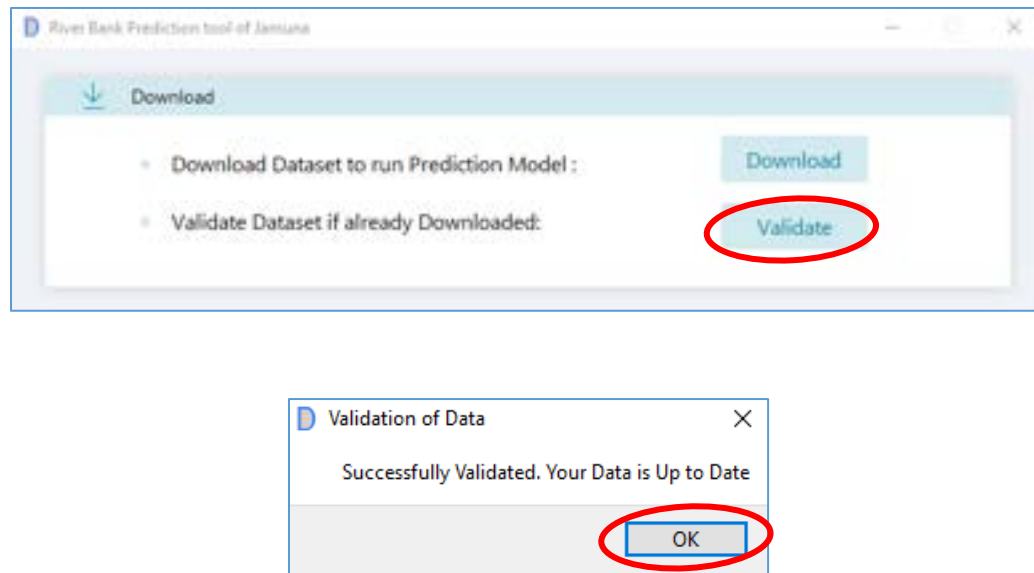 River Bank Prediction tool of Jamuna
Download
Download Dataset to run Prediction Model :
Download
Validate Dataset if already Downloaded:
Validate
Validation of Data
Successfully Validated. Your Data is Up to Date
OK